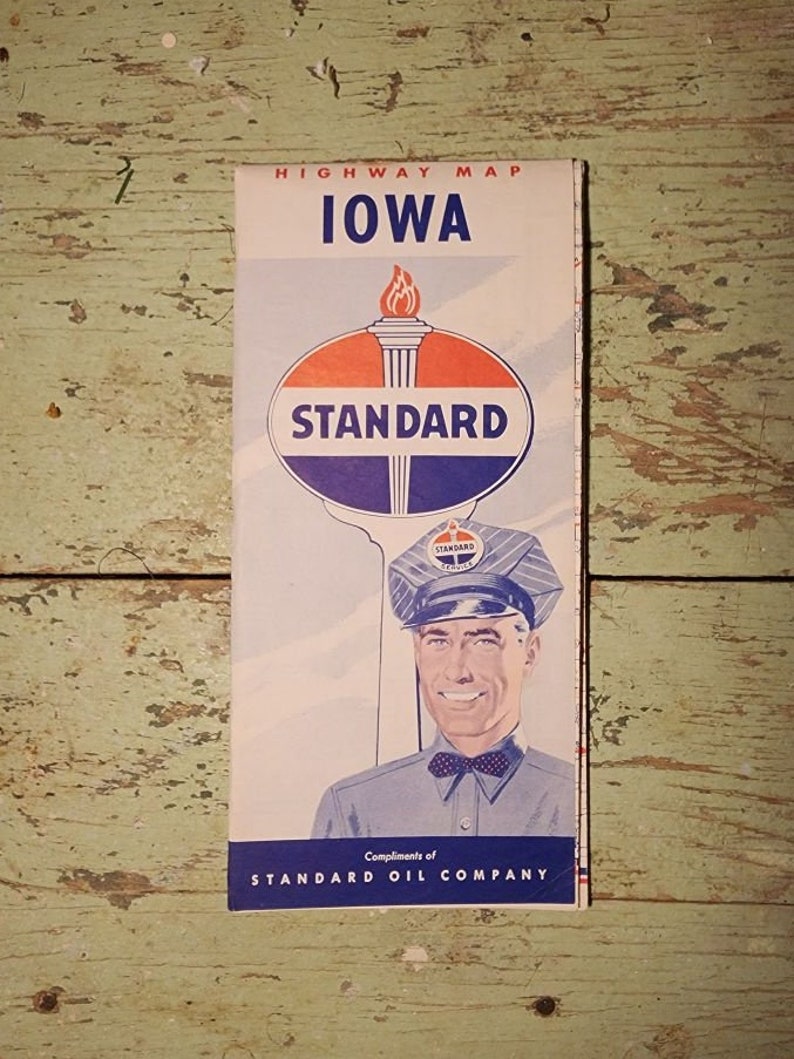 HIGHWAY MAP
IOWA
STANDARD
STANDARD
SERVICE
Compliments of
STANDARD OIL COMPANY